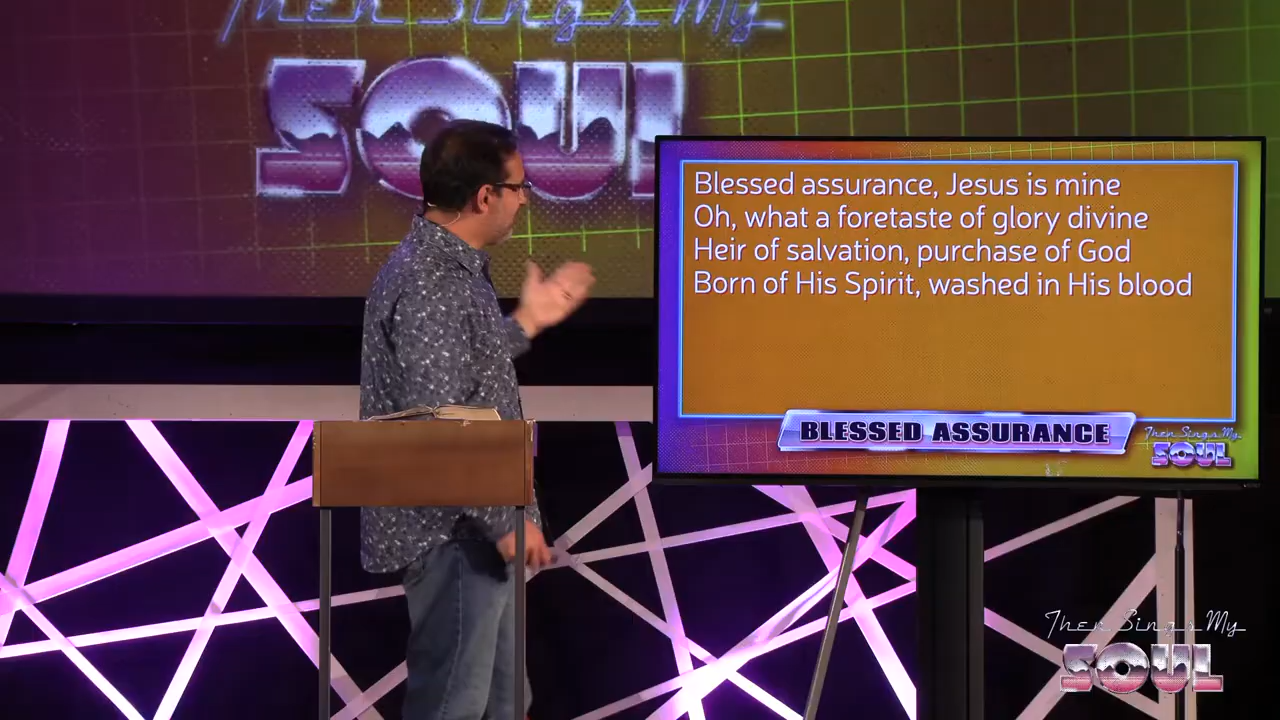 Then Sings My
SOUL
Blessed assurance, Jesus is mine
Oh, what a foretaste of glory divine
Heir of salvation, purchase of God
Born of His Spirit, washed in His blood
BLESSED ASSURANCE
Then Sings My
SOUL
Then Sings My
SOUL